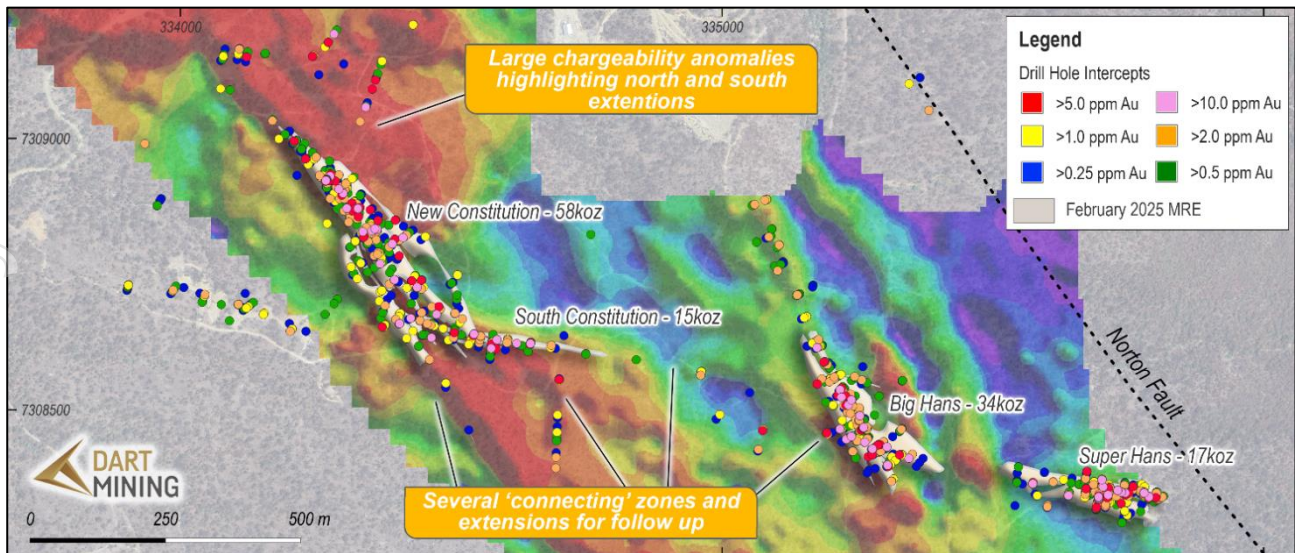 334000
335000
7309000
7308500
Large chargeability anomalies
highlighting north and south
extentions
New Constitution - 58koz
South Constitution - 15koz
Big Hans - 34koz
Super Hans - 17koz
Norton Fault
Several ‘connecting’ zones and
extensions for follow up
Legend
Drill Hole Intercepts
>5.0 ppm Au
>10.0 ppm Au
>1.0 ppm Au
>2.0 ppm Au
>0.25 ppm Au
>0.5 ppm Au
February 2025 MRE
DART
MINING
0
250
500 m